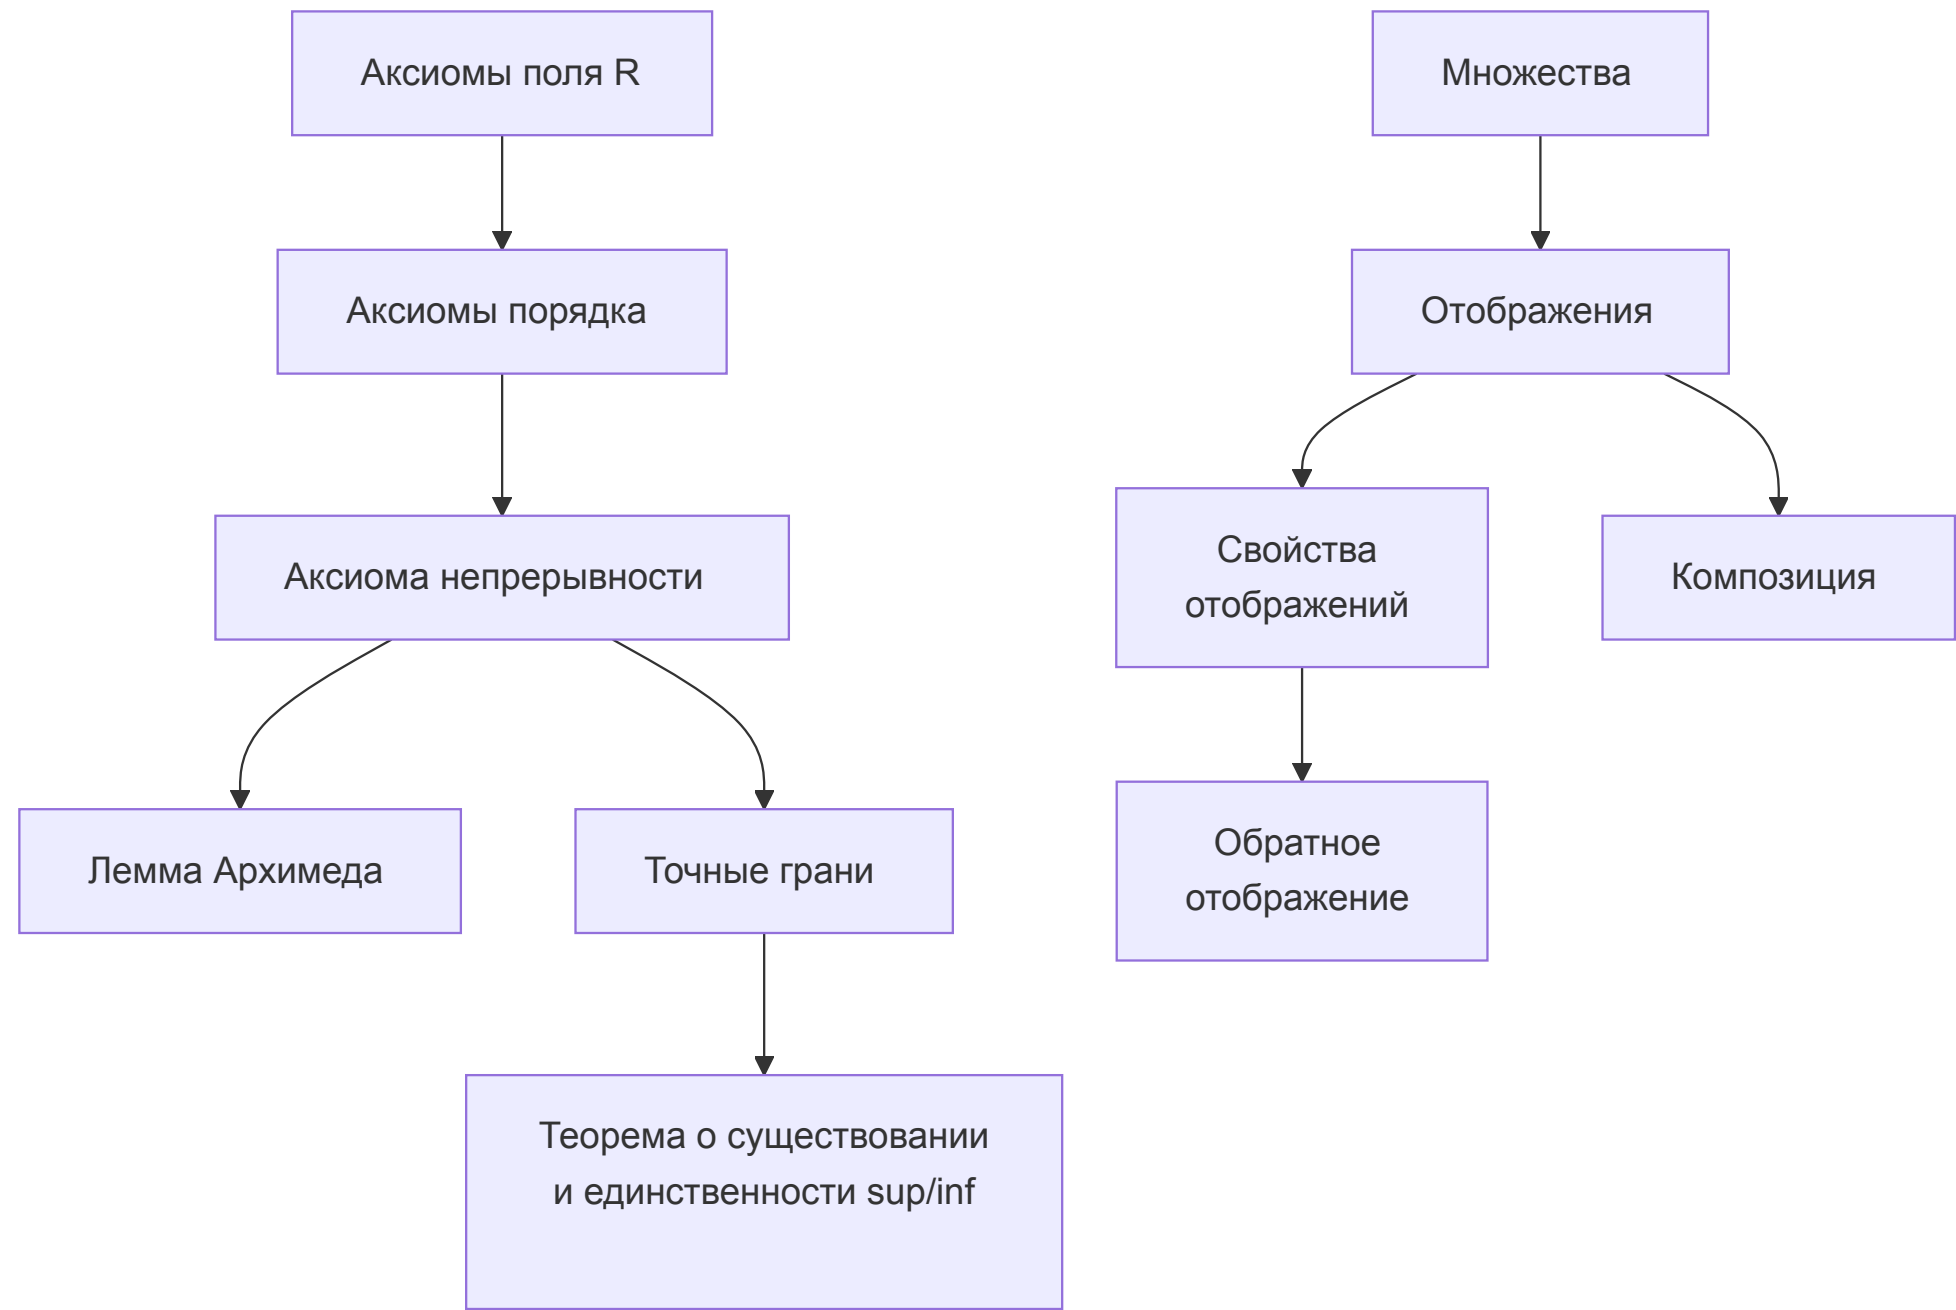 Аксиомы поля R
Множества
Аксиомы порядка
Отображения
Аксиома непрерывности
Свойства
отображений
Композиция
Лемма Архимеда
Точные грани
Обратное
отображение
Теорема о существовании
и единственности sup/inf